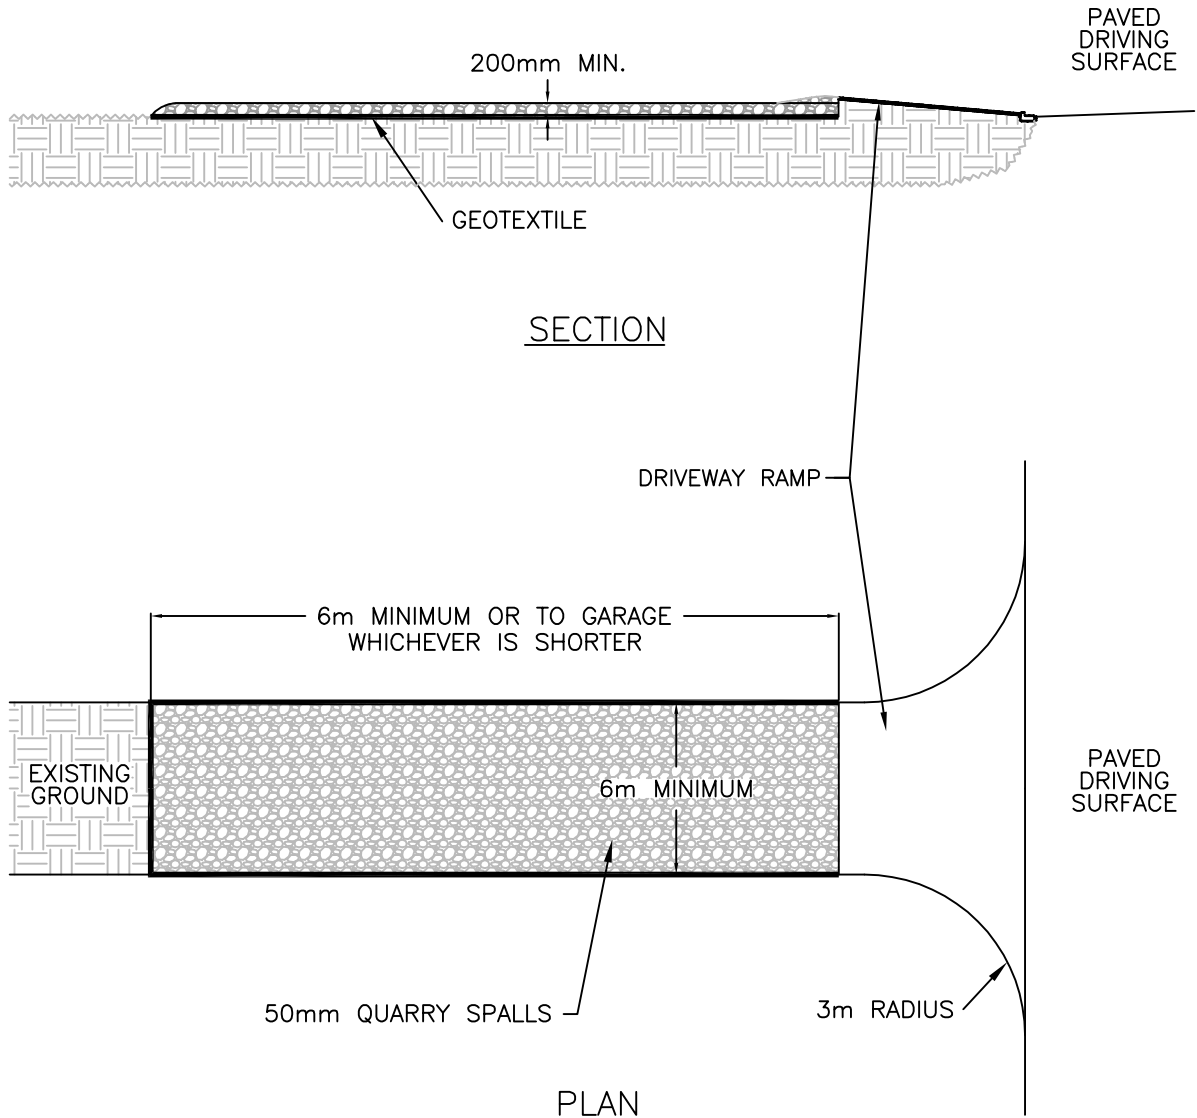 PAVED
DRIVING
SURFACE
200mm MIN.
GEOTEXTILE
SECTION
DRIVEWAY RAMP
6m MINIMUM OR TO GARAGE
WHICHEVER IS SHORTER
EXISTING
GROUND
6m MINIMUM
PAVED
DRIVING
SURFACE
50mm QUARRY SPALLS
3m RADIUS
PLAN